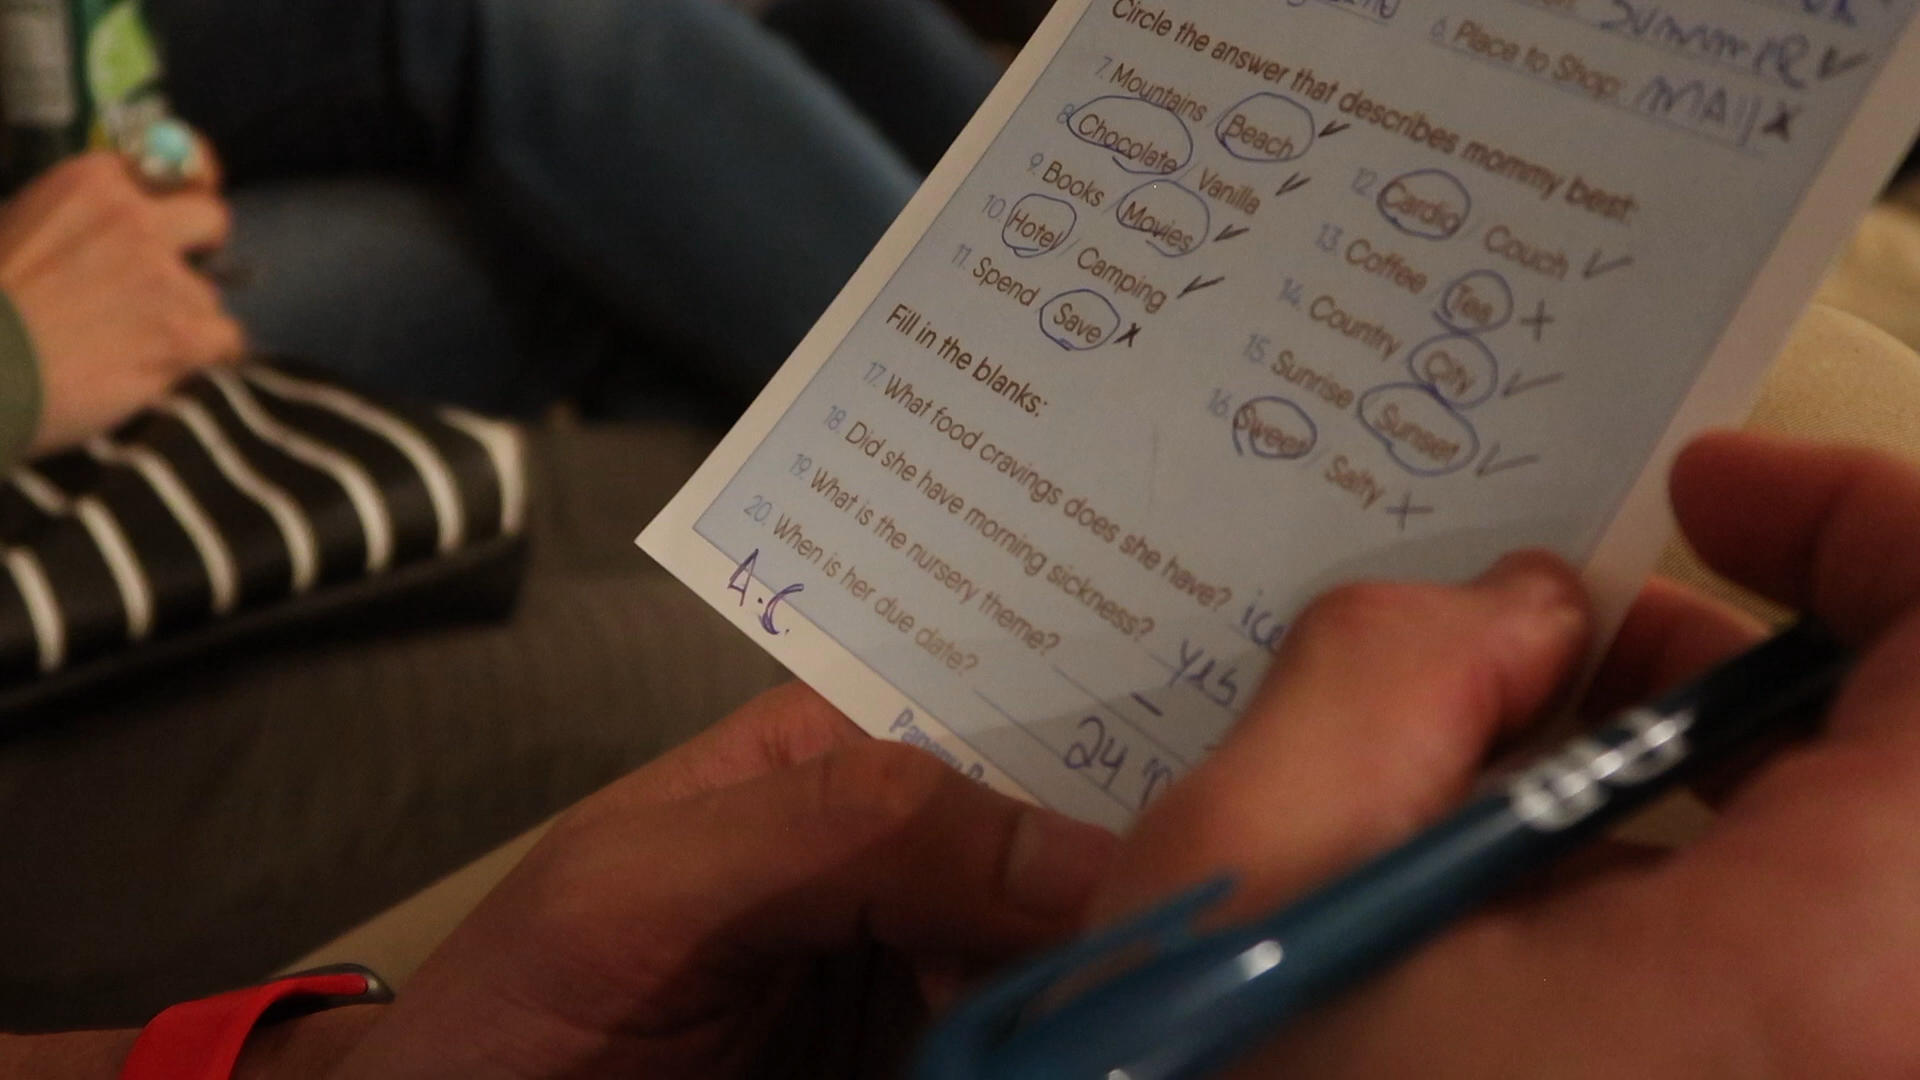 SUMMER ✓
6. Place to Shop: MAll x
Circle the answer that describes mommy best:
7. Mountains / Beach ✓
8. Chocolate / Vanilla ✓
9. Books / Movies ✓
10. Hotel / Camping ✓
11. Spend / Save x
12. Cardio / Couch ✓
13. Coffee / Tea x
14. Country / City ✓
15. Sunrise / Sunset ✓
16. Sweet / Salty x
Fill in the blanks:
17. What food cravings does she have? ice
18. Did she have morning sickness? yes
19. What is the nursery theme? –
20. When is her due date? 24
A.C.